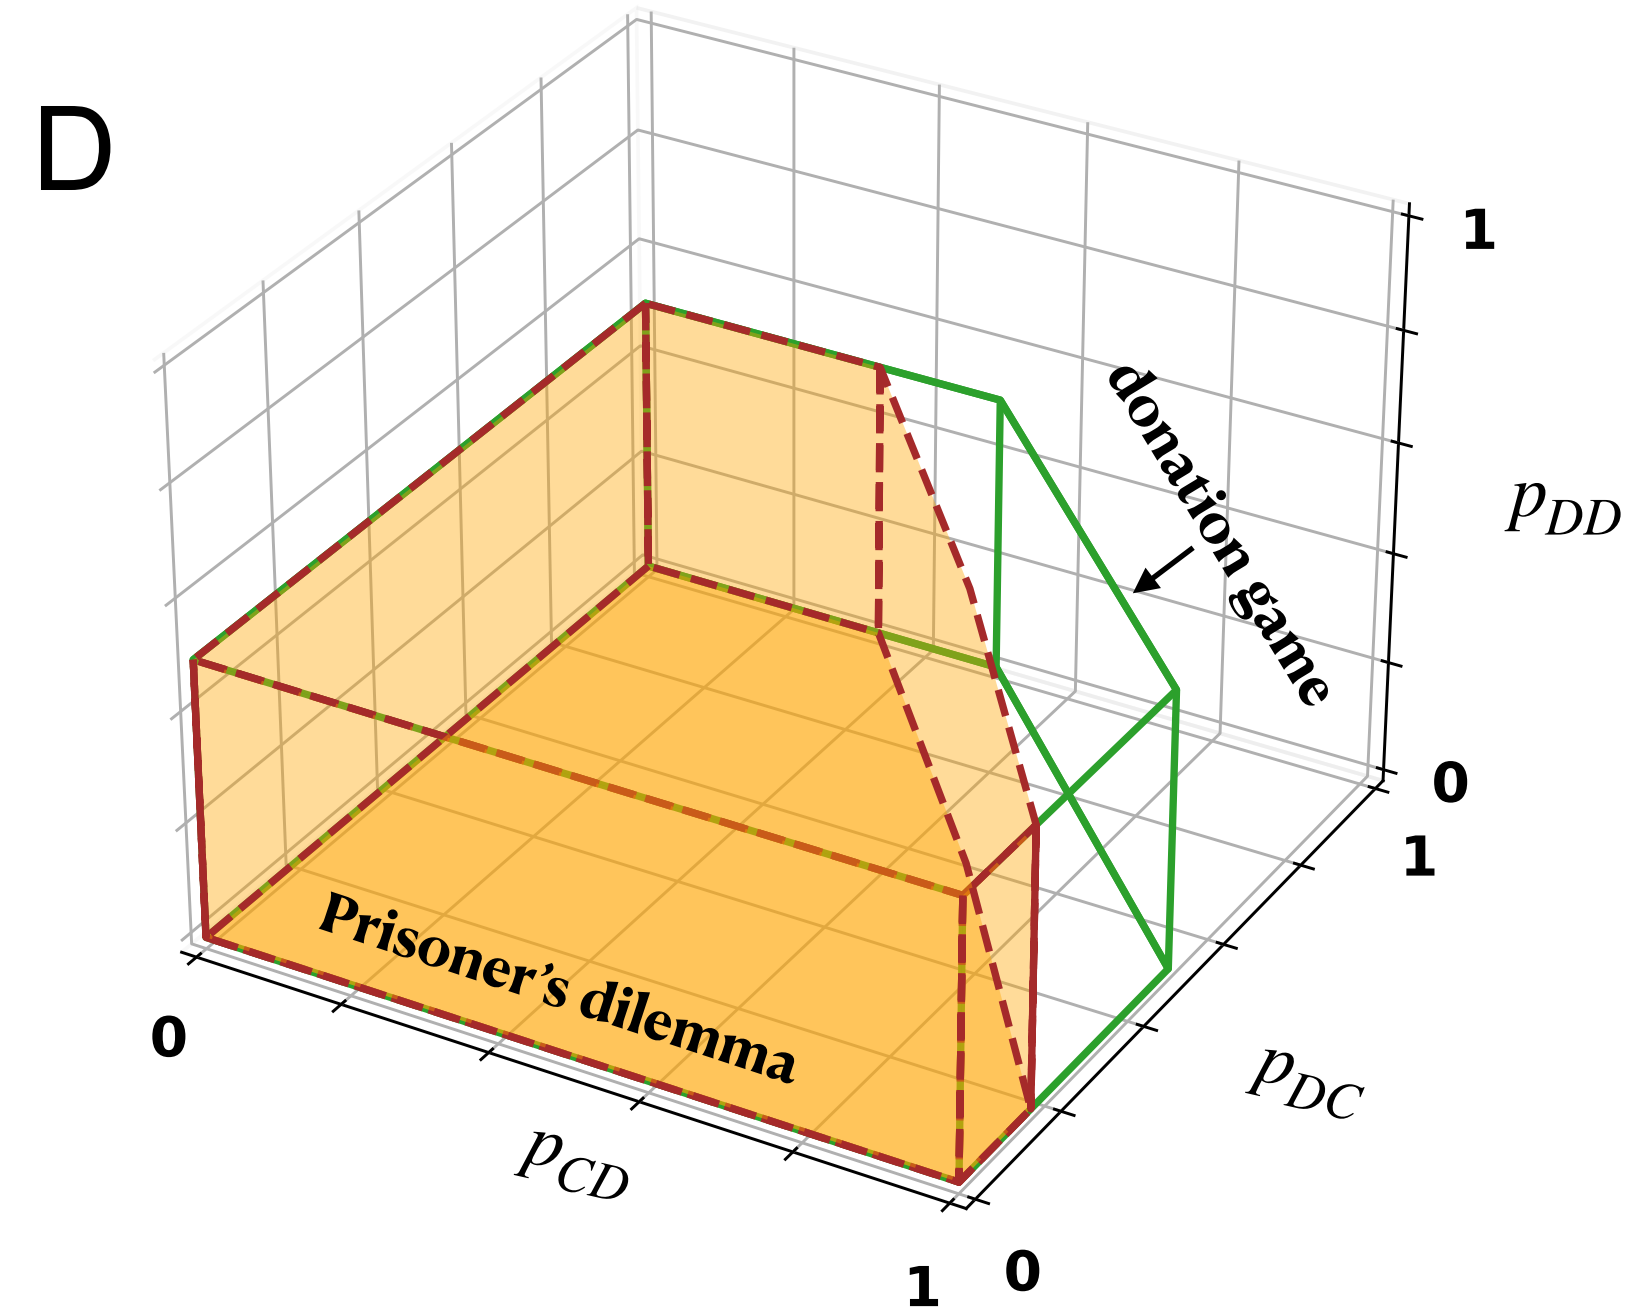 D
1
donation game
p_DD
0
1
Prisoner’s dilemma
0
p_DC
p_CD
1
0